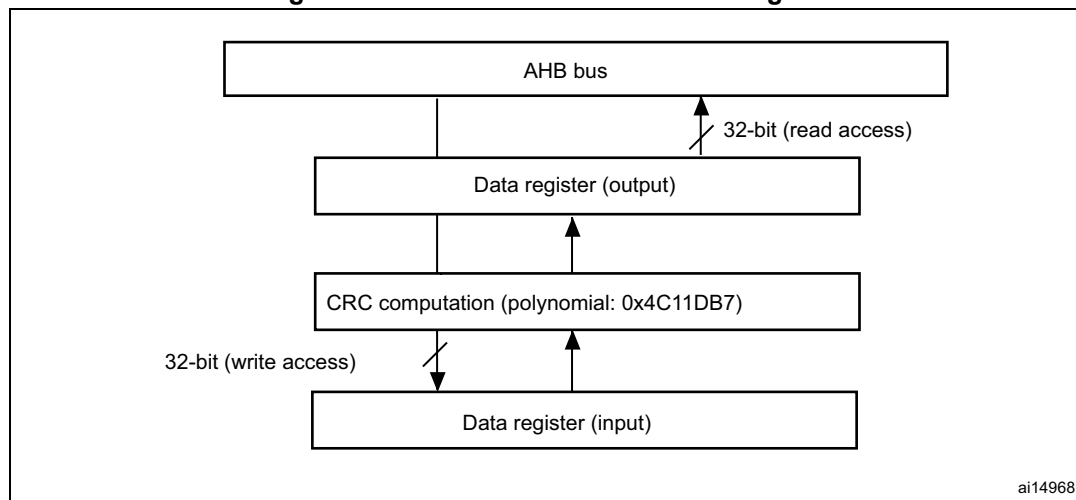 AHB bus
32-bit (read access)
Data register (output)
CRC computation (polynomial: 0x4C11DB7)
32-bit (write access)
Data register (input)
ai14968